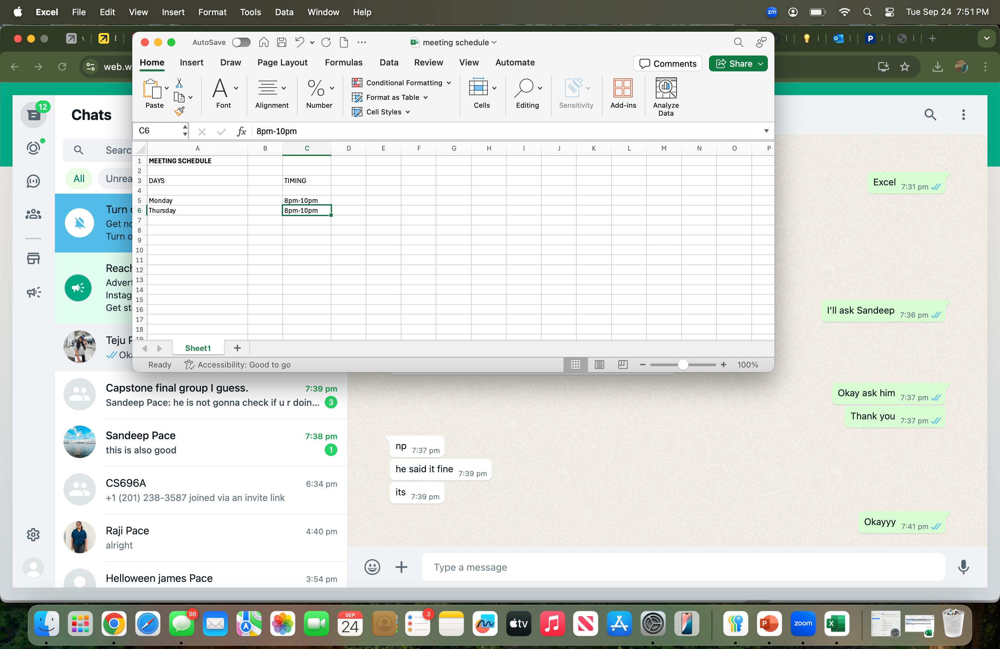 Excel File Edit View Insert Format Tools Data Window Help
zm
Tue Sep 24 7:51 PM
AutoSave
meeting schedule
P
web.w
Home Insert Draw Page Layout Formulas Data Review View Automate
Comments Share
Paste
Font
Alignment
%
Number
Conditional Formatting
Format as Table
Cell Styles
Cells
Editing
Sensitivity
Add-ins
Analyze
Data
C6
fx
8pm-10pm
A B C D E F G H I J K L M N O P
1 MEETING SCHEDULE
2
3 DAYS TIMING
4
5 Monday 8pm-10pm
6 Thursday 8pm-10pm
7
8
9
10
11
12
13
14
15
16
17
18
19
Sheet1
Ready Accessibility: Good to go
100%
12
Chats
Searc
All Unrea
Turn
Get no
Turn o
Reach
Advert
Instag
Get st
Teju
Oka
Capstone final group I guess. 7:39 pm
Sandeep Pace: he is not gonna check if u r doin... 3
Sandeep Pace 7:38 pm
this is also good 1
CS696A 6:34 pm
+1 (201) 238-3587 joined via an invite link
Raji Pace 4:40 pm
alright
Helloween james Pace 3:54 pm
Excel 7:31 pm
I'll ask Sandeep 7:36 pm
Okay ask him 7:37 pm
Thank you 7:37 pm
np 7:37 pm
he said it fine 7:39 pm
its 7:39 pm
Okayyy 7:41 pm
Type a message
98
SEP
24
3
tv
zoom